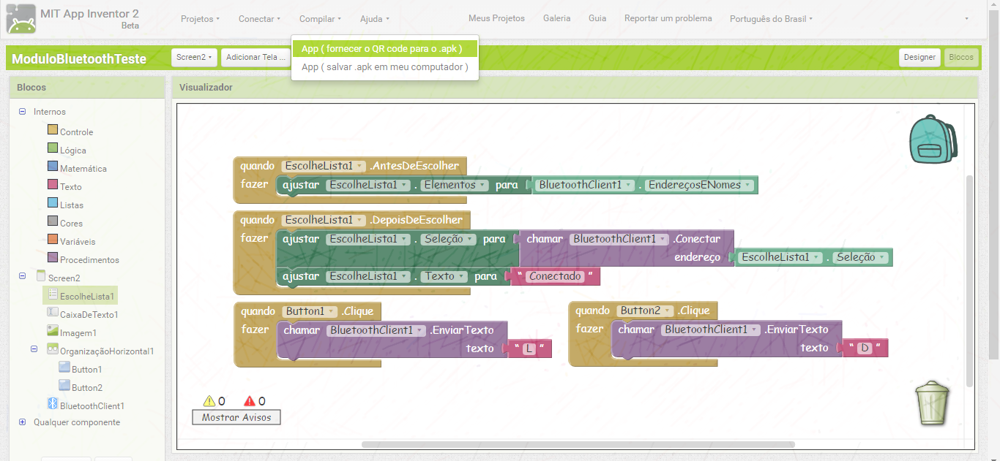 MIT App Inventor 2
Beta
Projetos Conectar Compilar Ajuda Meus Projetos Galeria Guia Reportar um problema Português do Brasil
App ( fornecer o QR code para o .apk )
App ( salvar .apk em meu computador )
ModuloBluetoothTeste Screen2 Adicionar Tela ... Designer Blocos
Blocos
Internos
Controle
Lógica
Matemática
Texto
Listas
Cores
Variáveis
Procedimentos
Screen2
EscolheLista1
CaixaDeTexto1
Imagem1
OrganizaçãoHorizontal1
Button1
Button2
BluetoothClient1
Qualquer componente
Visualizador
quando EscolheLista1 .AntesDeEscolher
fazer ajustar EscolheLista1 . Elementos para BluetoothClient1 . EndereçosENomes
quando EscolheLista1 .DepoisDeEscolher
fazer ajustar EscolheLista1 . Seleção para chamar BluetoothClient1 .Conectar
endereço EscolheLista1 . Seleção
ajustar EscolheLista1 . Texto para " Conectado "
quando Button1 .Clique
fazer chamar BluetoothClient1 .EnviarTexto
texto " L "
quando Button2 .Clique
fazer chamar BluetoothClient1 .EnviarTexto
texto " D "
0 0
Mostrar Avisos